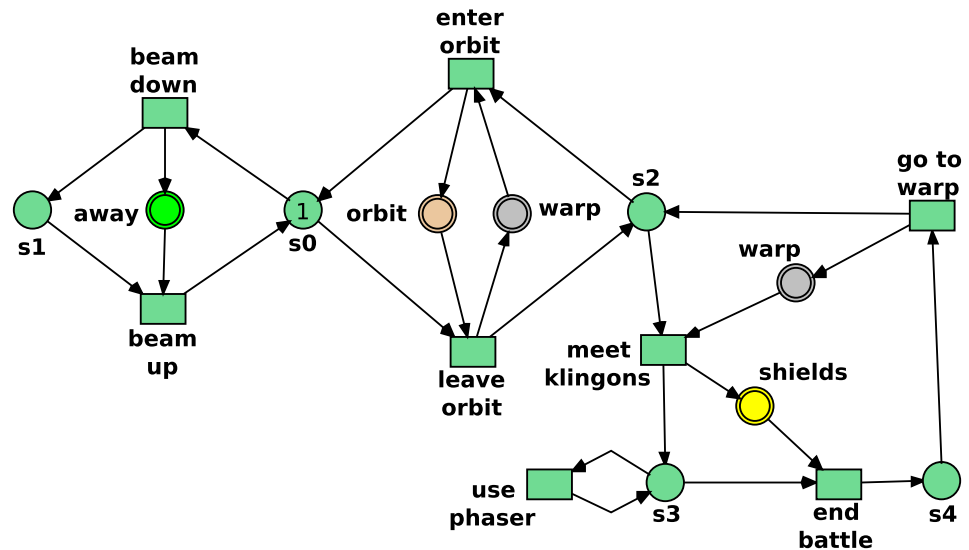 enter
orbit
beam
down
go to
warp
s2
away
1
orbit
warp
s1
s0
warp
beam
up
meet
klingons
shields
leave
orbit
use
phaser
s3
end
battle
s4